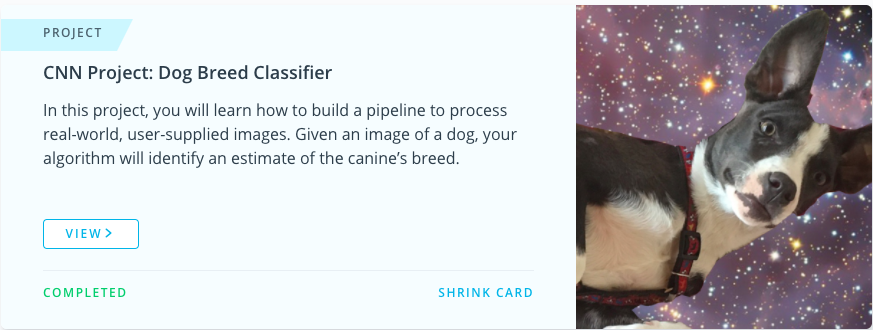 PROJECT
CNN Project: Dog Breed Classifier
In this project, you will learn how to build a pipeline to process
real-world, user-supplied images. Given an image of a dog, your
algorithm will identify an estimate of the canine’s breed.
VIEW >
COMPLETED
SHRINK CARD